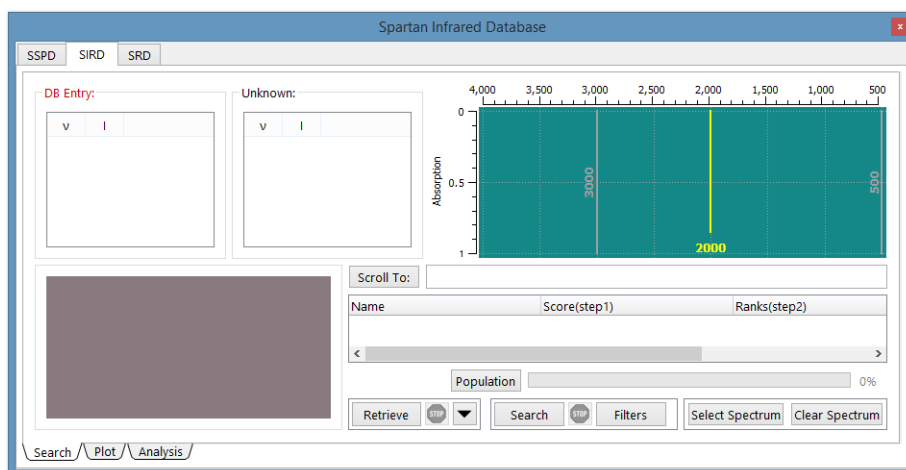 Spartan Infrared Database
x
SSPD SIRD SRD
DB Entry: Unknown:
ν I
ν I
4,000 3,500 3,000 2,500 2,000 1,500 1,000 500
Absorption
0
0.5
1
3000
2000
500
Scroll To:
Name Score(step1) Ranks(step2)
Population 0%
Retrieve STOP Search STOP Filters Select Spectrum Clear Spectrum
Search Plot Analysis